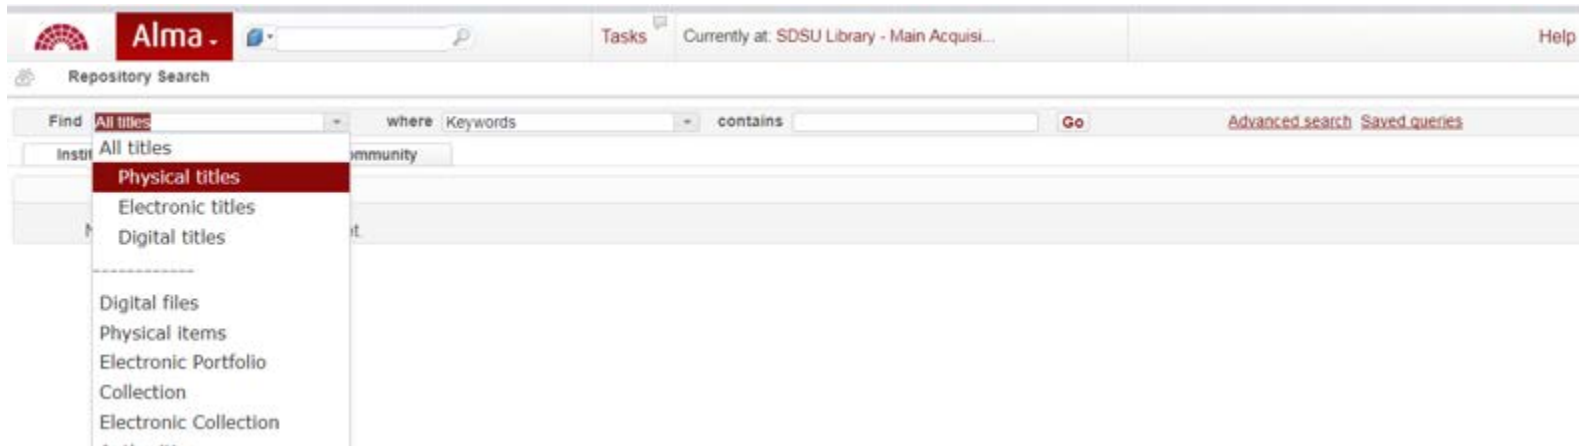 Alma
Tasks
Currently at: SDSU Library - Main Acquisi...
Help
Repository Search
Find All titles where Keywords contains Go Advanced search Saved queries
All titles
Physical titles
Electronic titles
Digital titles
------------
Digital files
Physical items
Electronic Portfolio
Collection
Electronic Collection